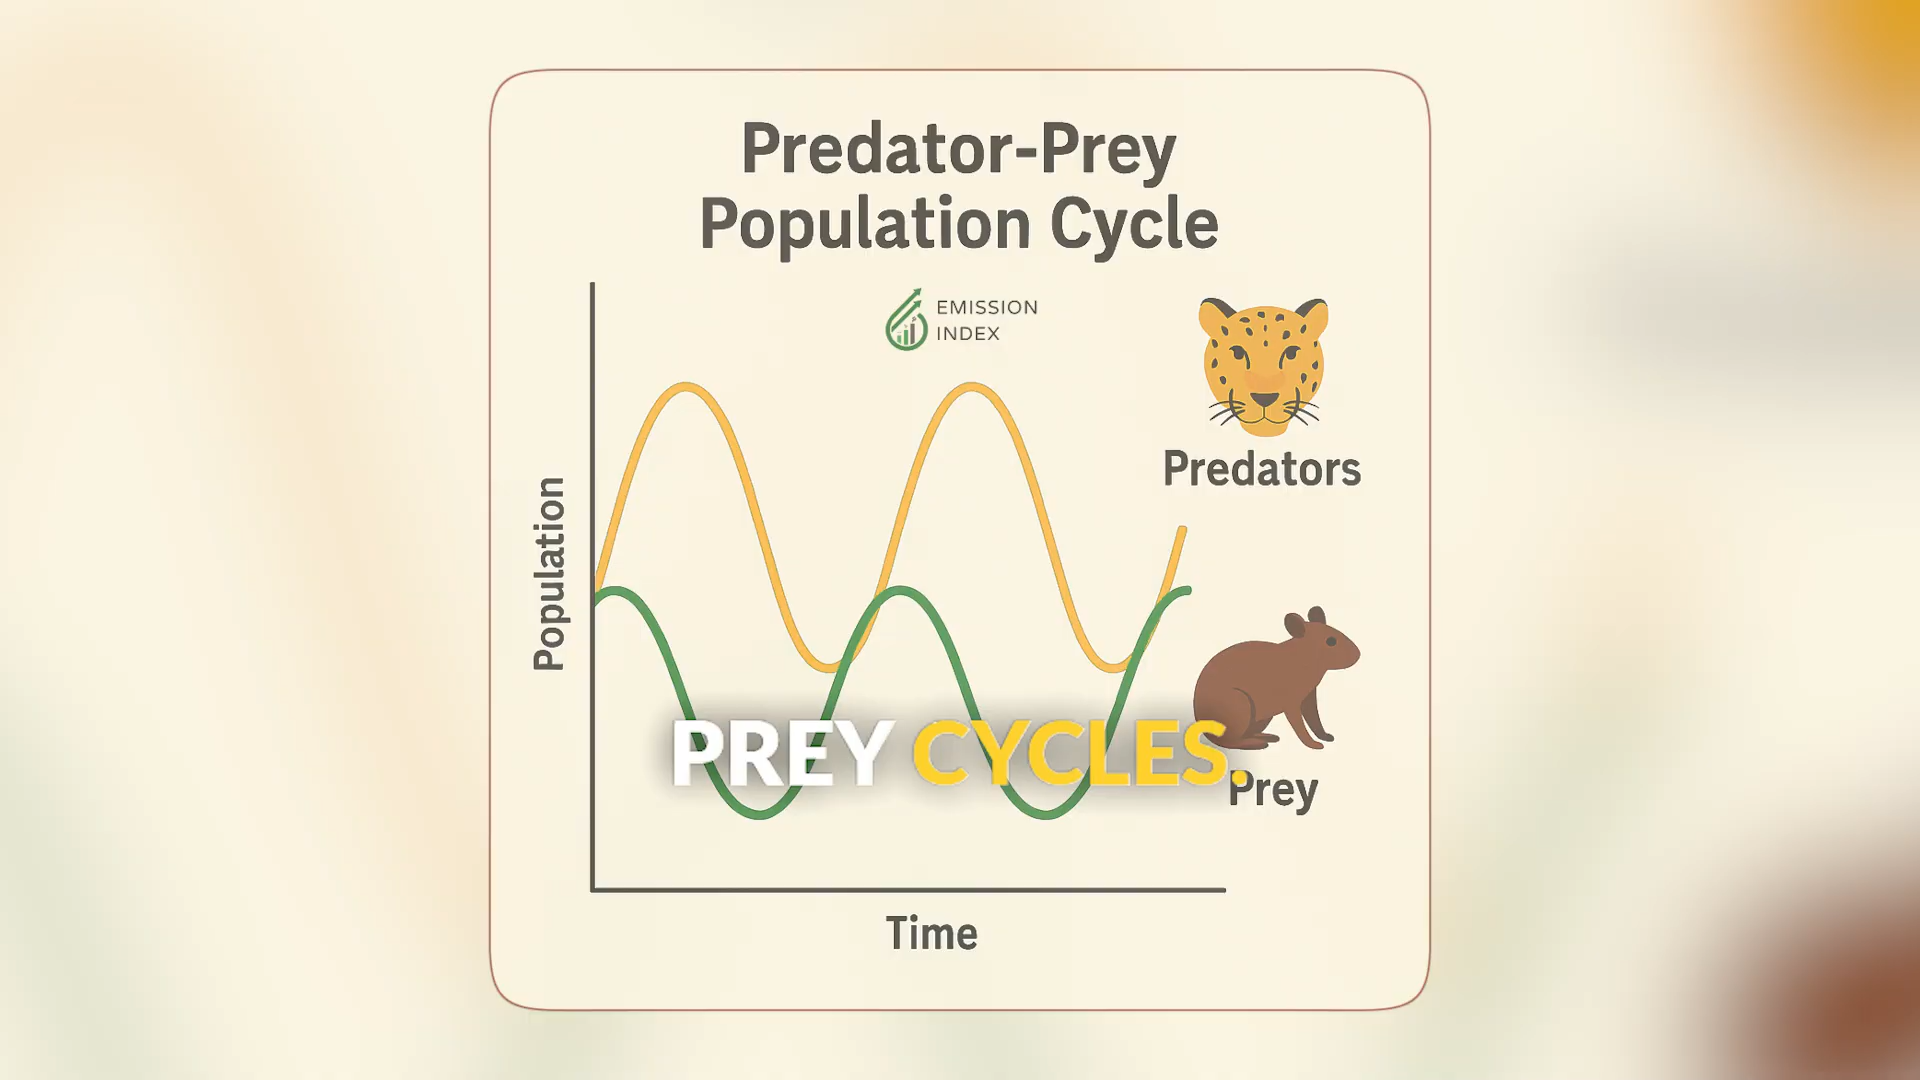 Predator-Prey
Population Cycle
EMISSION
INDEX
Predators
Population
PREY CYCLES.
Prey
Time